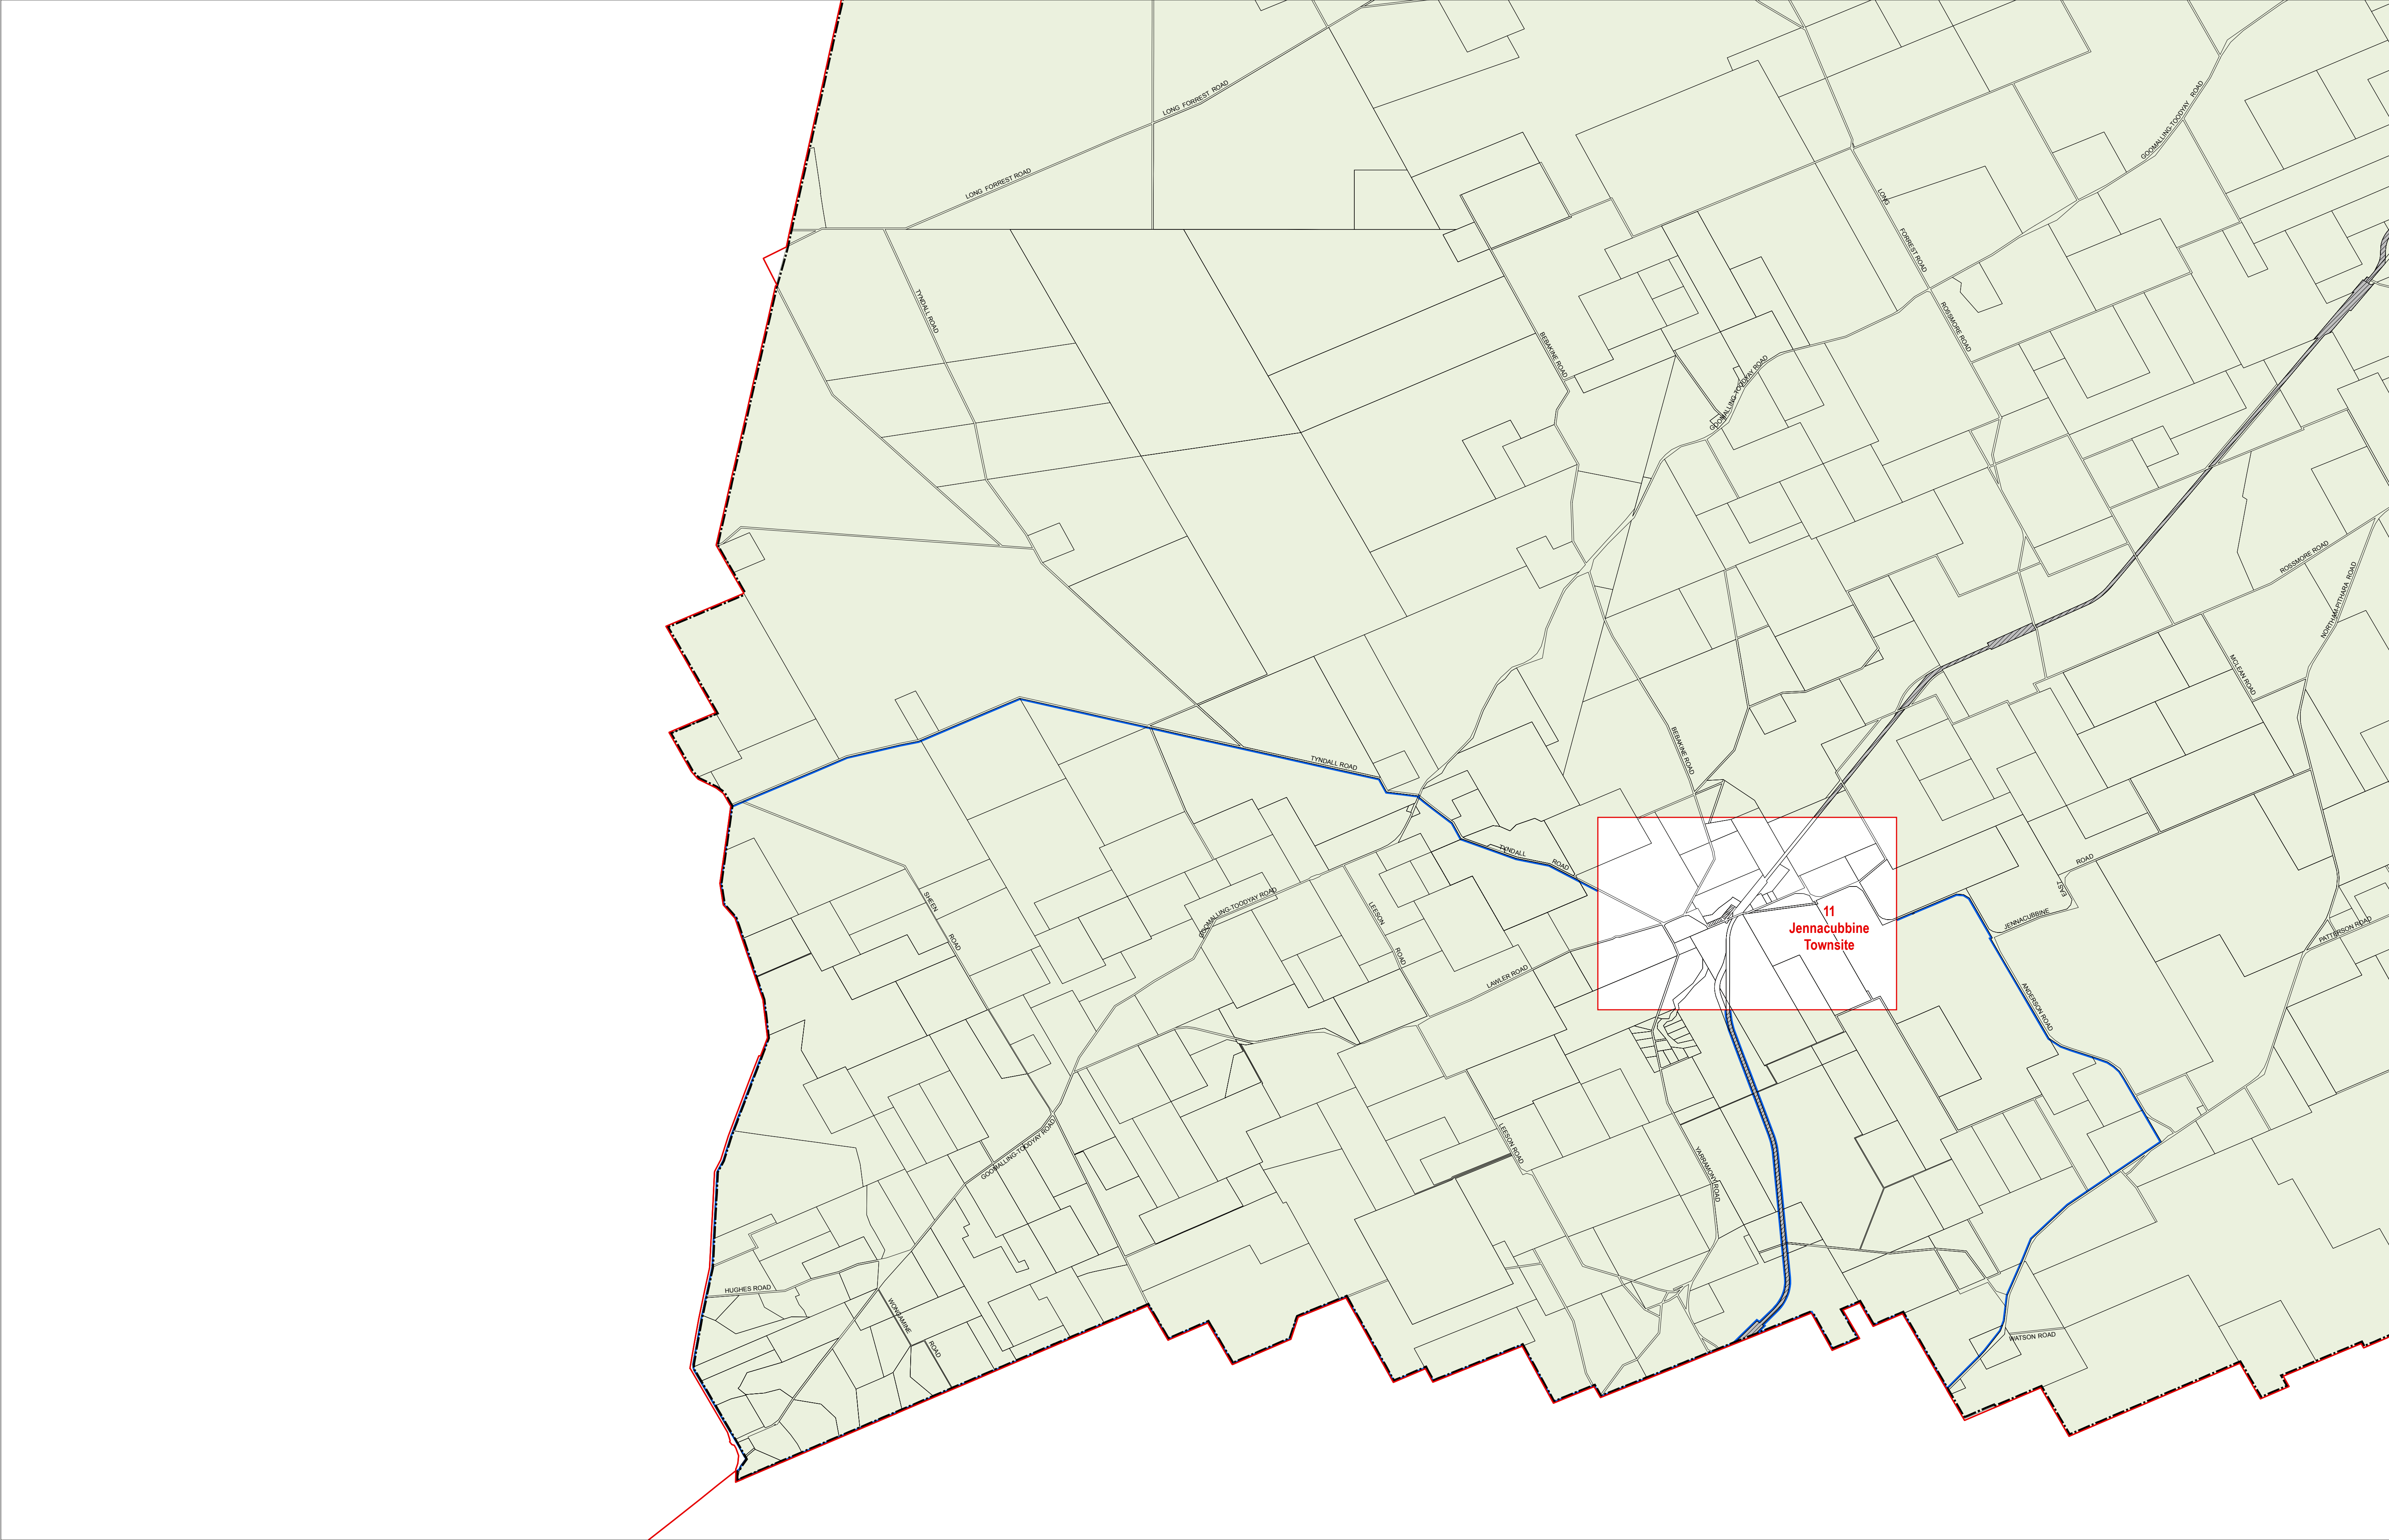 LONG FORREST ROAD
GOOMALLING-TOODYAY ROAD
LONG FORREST ROAD
LONG
FORREST ROAD
TYNDALL ROAD
ROSSMORE ROAD
BEBAKINE ROAD
GOOMALLING-TOODYAY ROAD
ROSSMORE ROAD
NORTHAM-PITHARA ROAD
MCLEAN ROAD
BEBAKINE ROAD
TYNDALL ROAD
TYNDALL
ROAD
ROAD
EAST
JENNACUBBINE
SHEEN
ROAD
GOOMALLING-TOODYAY ROAD
LEESON
ROAD
11
Jennacubbine
Townsite
PATTERSON ROAD
LAWLER ROAD
ANDERSON ROAD
GOOMALLING-TOODYAY ROAD
LEESON ROAD
YARRAMONY ROAD
HUGHES ROAD
WONGAMINE
ROAD
WATSON ROAD